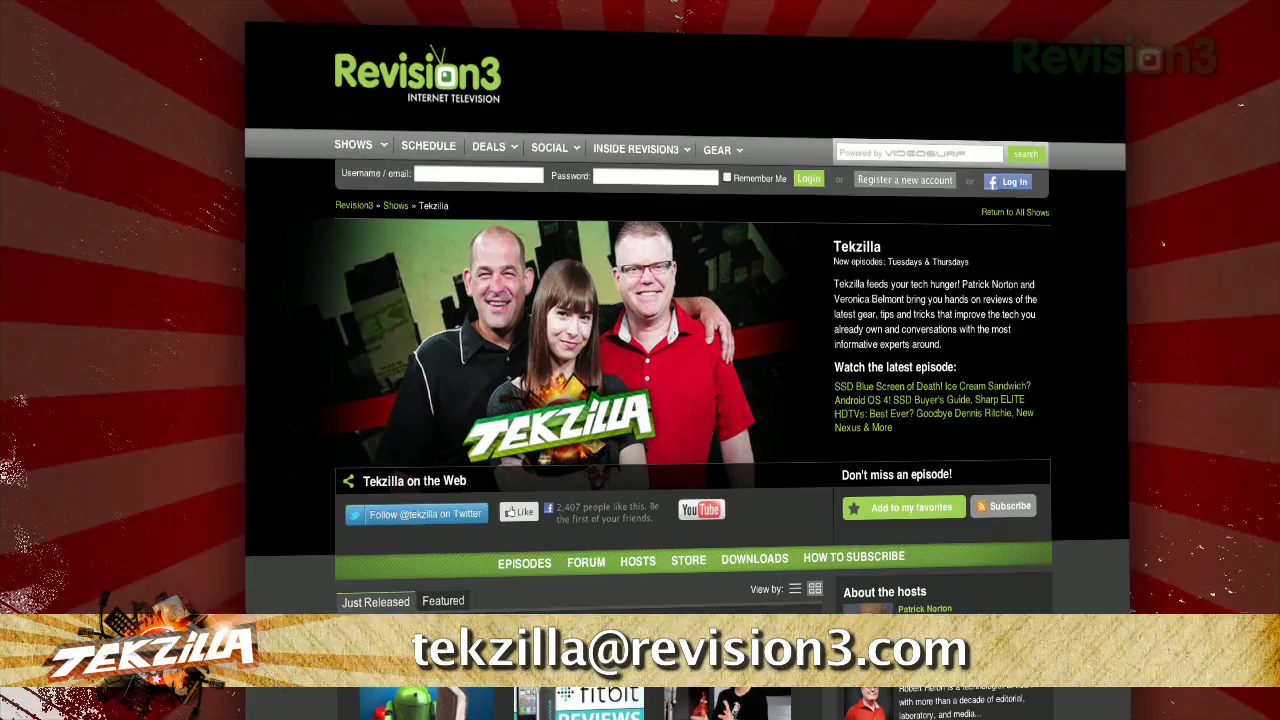 Revision3
INTERNET TELEVISION
Revision3
SHOWS
SCHEDULE
DEALS
SOCIAL
INSIDE REVISION3
GEAR
Powered by VIDEOSURF
search
Username / email:
Password:
Remember Me
Login
or
Register a new account
or
f Log In
Revision3 » Shows » Tekzilla
Return to All Shows
TEKZILLA
Tekzilla
New episodes: Tuesdays & Thursdays
Tekzilla feeds your tech hunger! Patrick Norton and
Veronica Belmont bring you hands on reviews of the
latest gear, tips and tricks that improve the tech you
already own and conversations with the most
informative experts around.
Watch the latest episode:
SSD Blue Screen of Death! Ice Cream Sandwich?
Android OS 4! SSD Buyer's Guide, Sharp ELITE
HDTVs: Best Ever? Goodbye Dennis Ritchie, New
Nexus & More
Tekzilla on the Web
Follow @tekzilla on Twitter
Like
2,407 people like this. Be
the first of your friends.
YouTube
Don't miss an episode!
Add to my favorites
Subscribe
EPISODES
FORUM
HOSTS
STORE
DOWNLOADS
HOW TO SUBSCRIBE
View by:
Just Released
Featured
About the hosts
Patrick Norton
TEKZILLA
tekzilla@revision3.com
fitbit
REVIEWS
with more than a decade of editorial,
laboratory, and media...